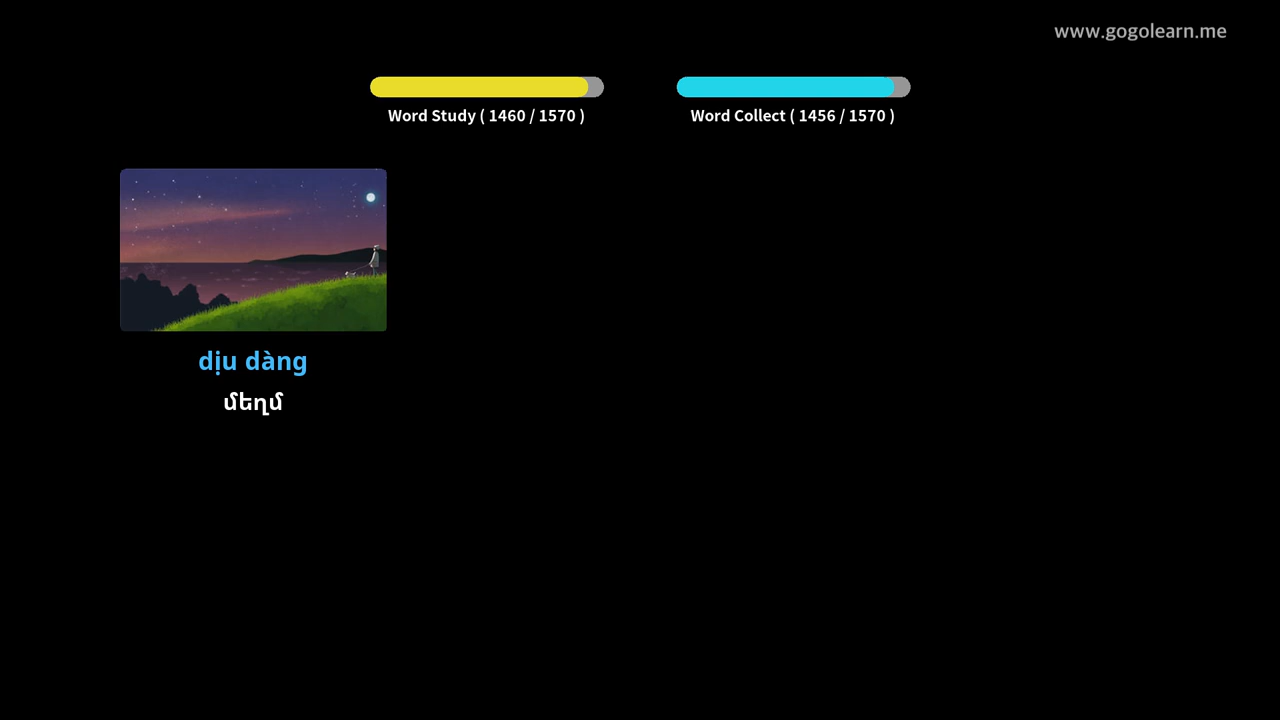 www.gogolearn.me
Word Study ( 1460 / 1570 )
Word Collect ( 1456 / 1570 )
dịu dàng
մեղմ